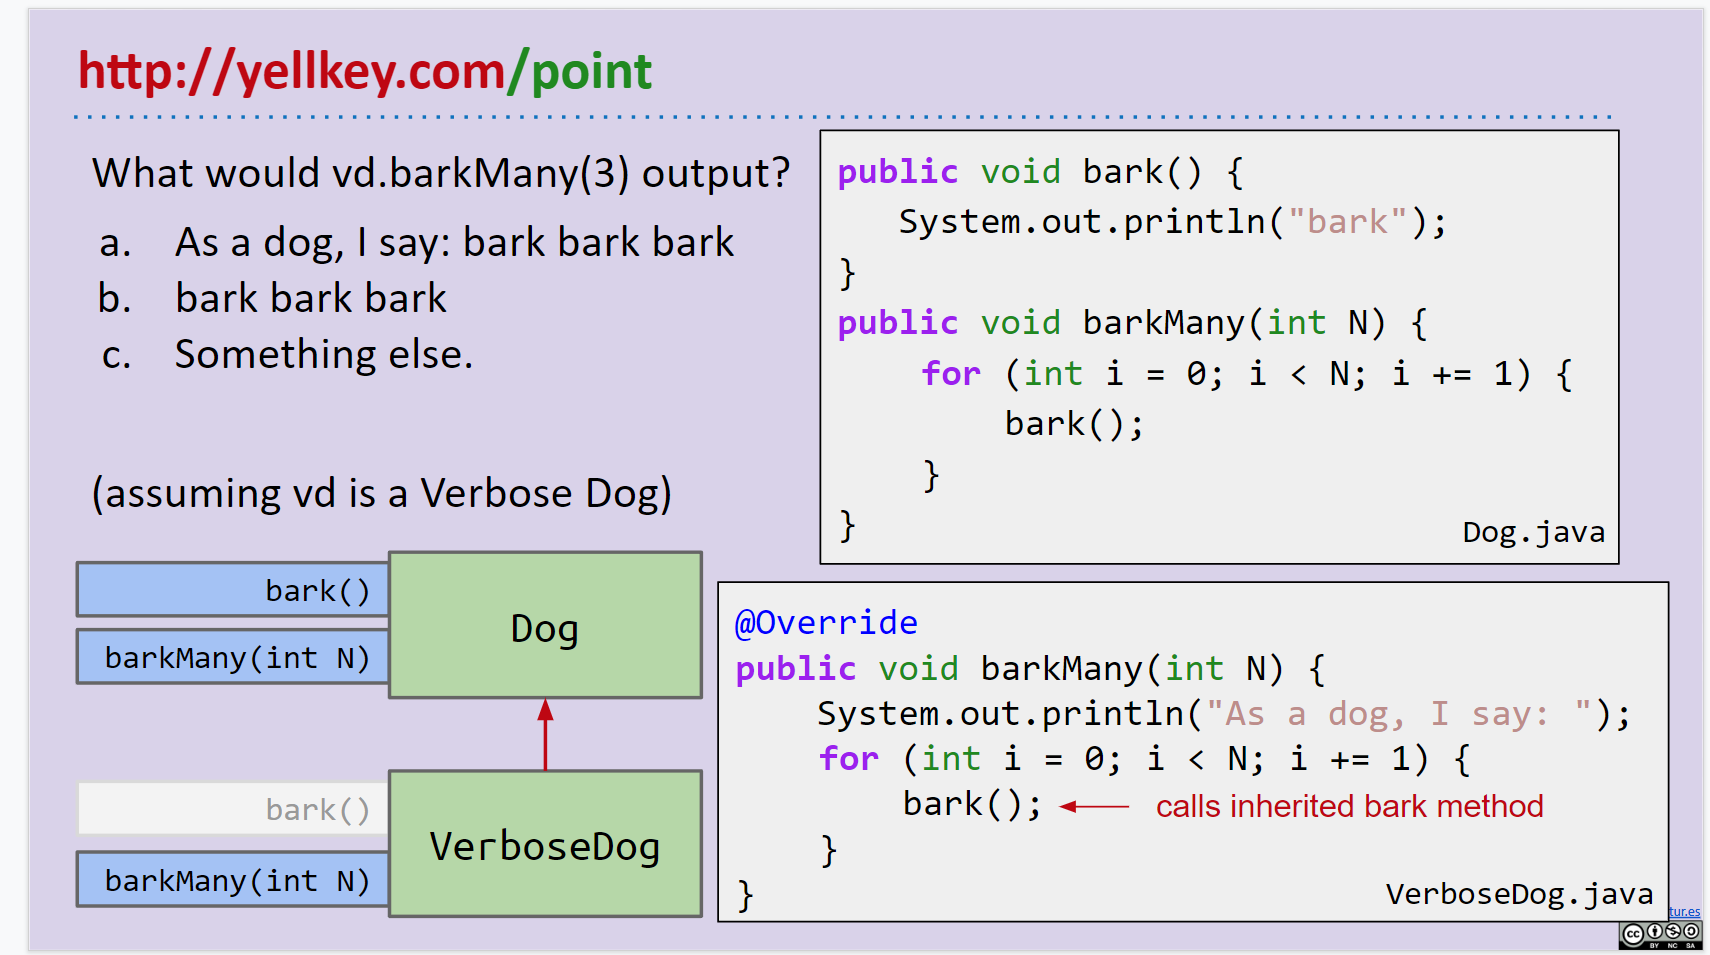 http://yellkey.com/point
What would vd.barkMany(3) output?
a. As a dog, I say: bark bark bark
b. bark bark bark
c. Something else.
(assuming vd is a Verbose Dog)
public void bark() {
System.out.println("bark");
}
public void barkMany(int N) {
for (int i = 0; i < N; i += 1) {
bark();
}
}
Dog.java
bark()
barkMany(int N)
Dog
bark()
barkMany(int N)
VerboseDog
@Override
public void barkMany(int N) {
System.out.println("As a dog, I say: ");
for (int i = 0; i < N; i += 1) {
bark(); calls inherited bark method
}
}
VerboseDog.java
tur.es
cc
BY NC SA